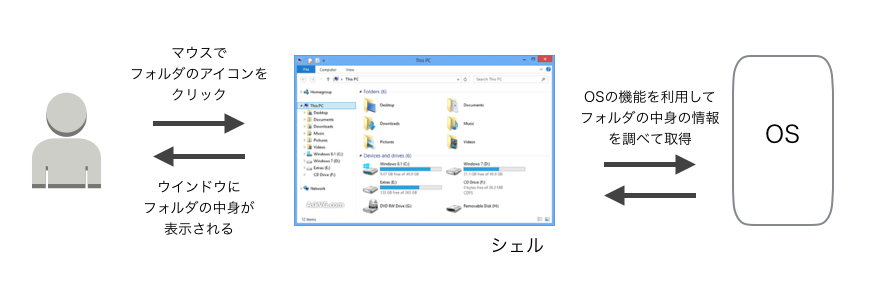 マウスで
フォルダのアイコンを
クリック
ウインドウに
フォルダの中身が
表示される
This PC
File Computer View
This PC
Search This PC
Homegroup
This PC
Desktop
Documents
Downloads
Music
Pictures
Videos
Windows 8.1 (C:)
Windows 7 (D:)
Extras (E:)
CD Drive (F:)
Network
Folders (6)
Desktop
Documents
Downloads
Music
Pictures
Videos
Devices and drives (6)
Windows 8.1 (C:)
Windows 7 (D:)
Extras (E:)
CD Drive (F:)
CDFS
DVD RW Drive (G:)
Removable Disk (H:)
12 items
シェル
OSの機能を利用して
フォルダの中身の情報
を調べて取得
OS